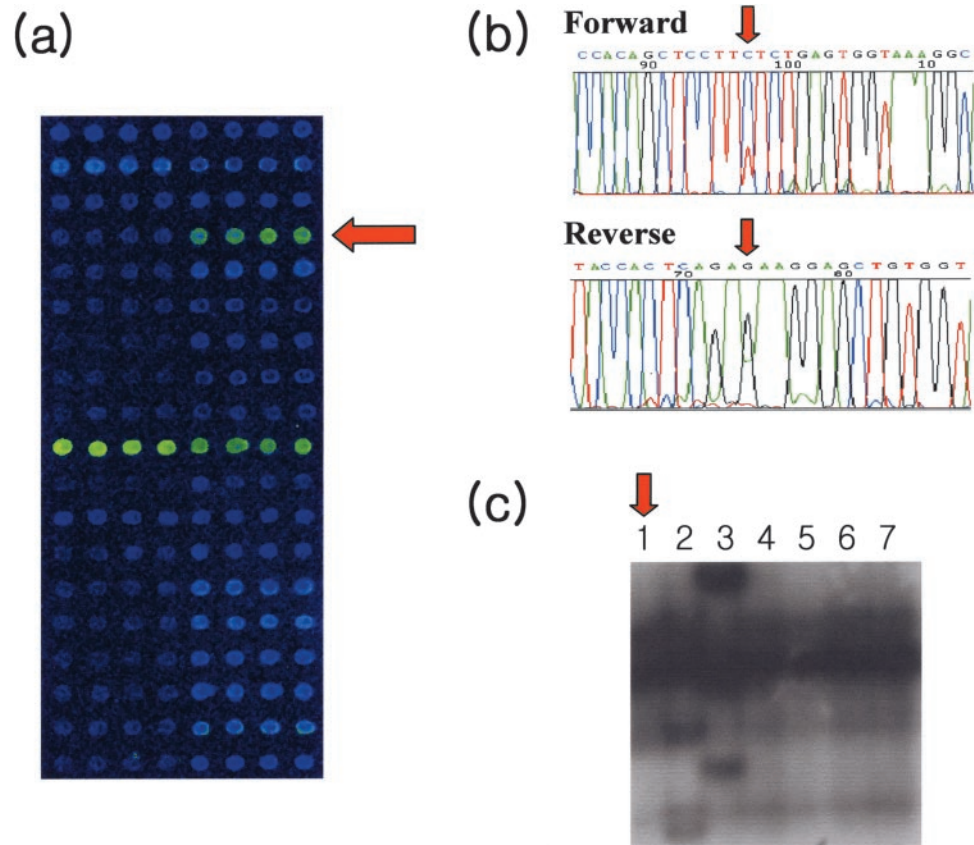 (a)
(b)
Forward
CCACAGCTCCTTCTCTGAGTGGTAAAGGC
90 100 10
Reverse
TACCACTCAGAGAAGGAGCTGTGGT
70 60
(c)
1 2 3 4 5 6 7